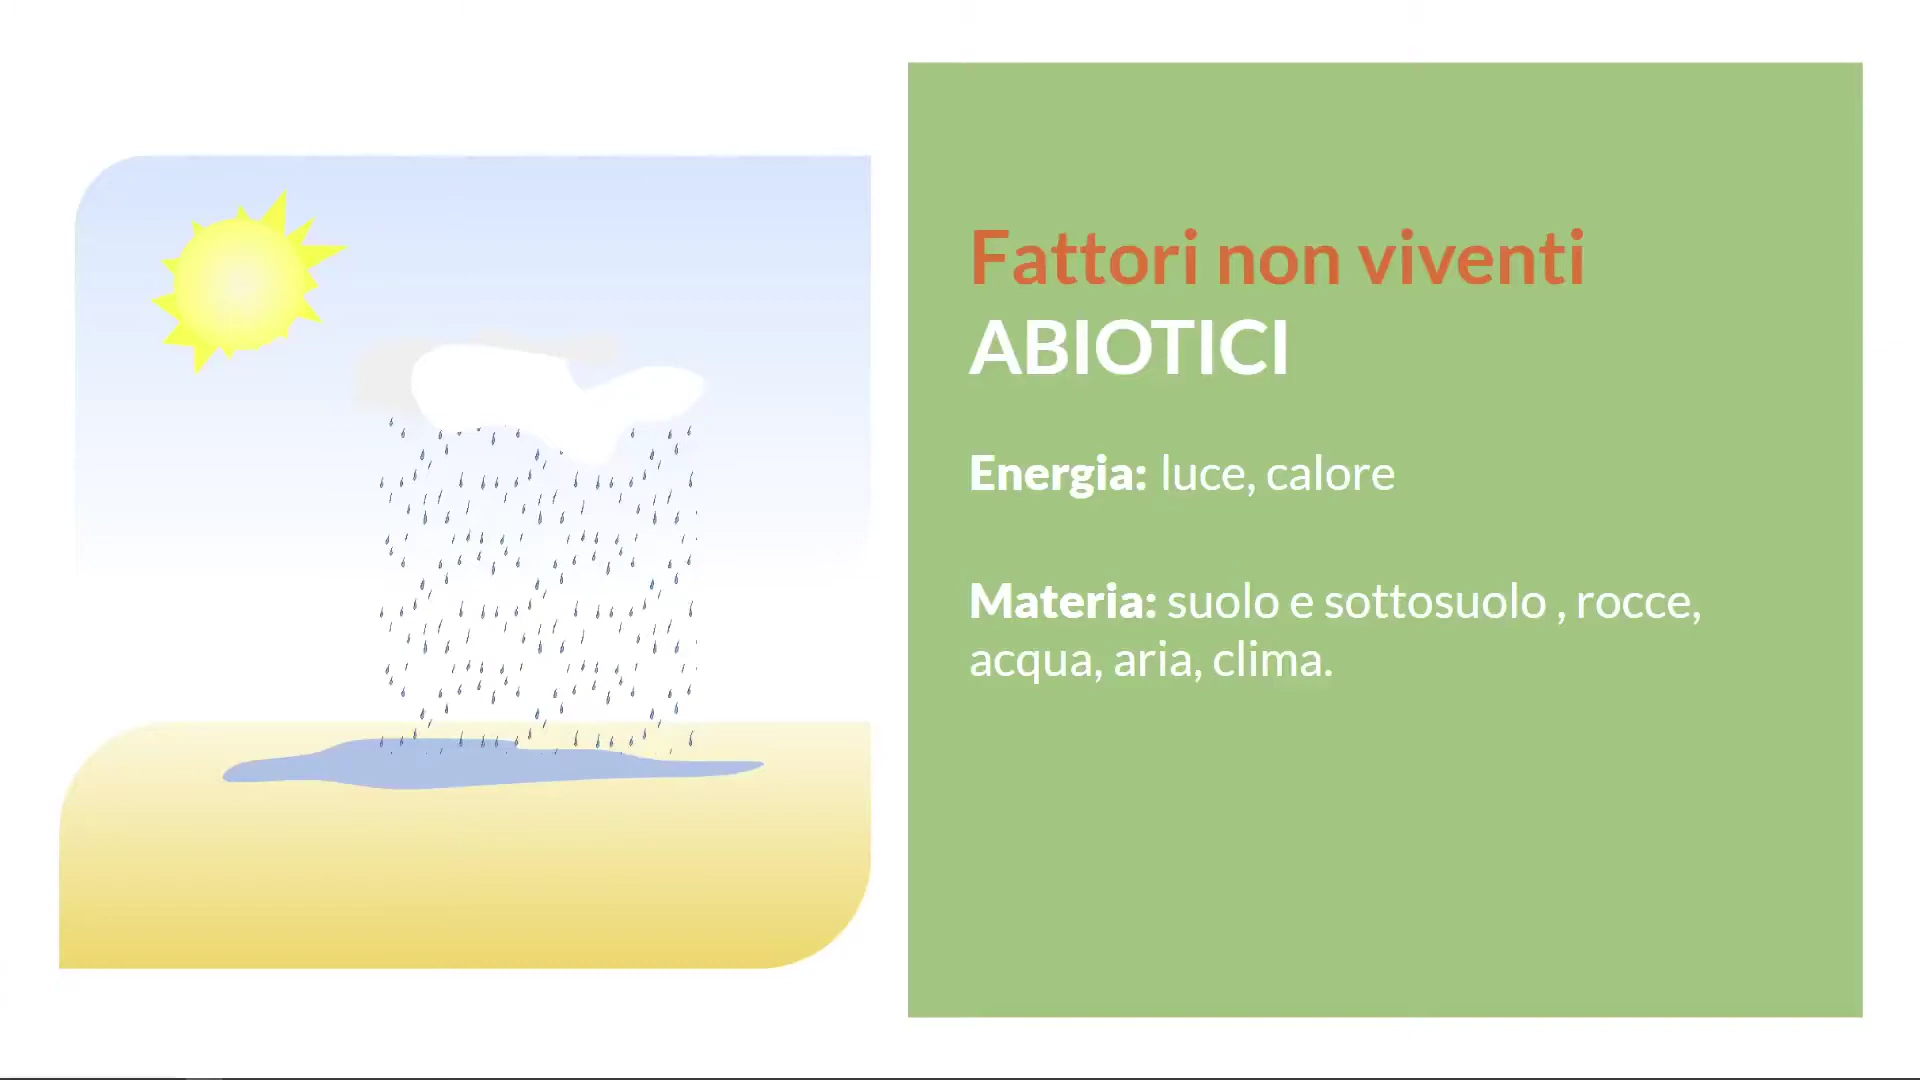 Fattori non viventi
ABIOTICI
Energia: luce, calore
Materia: suolo e sottosuolo , rocce,
acqua, aria, clima.